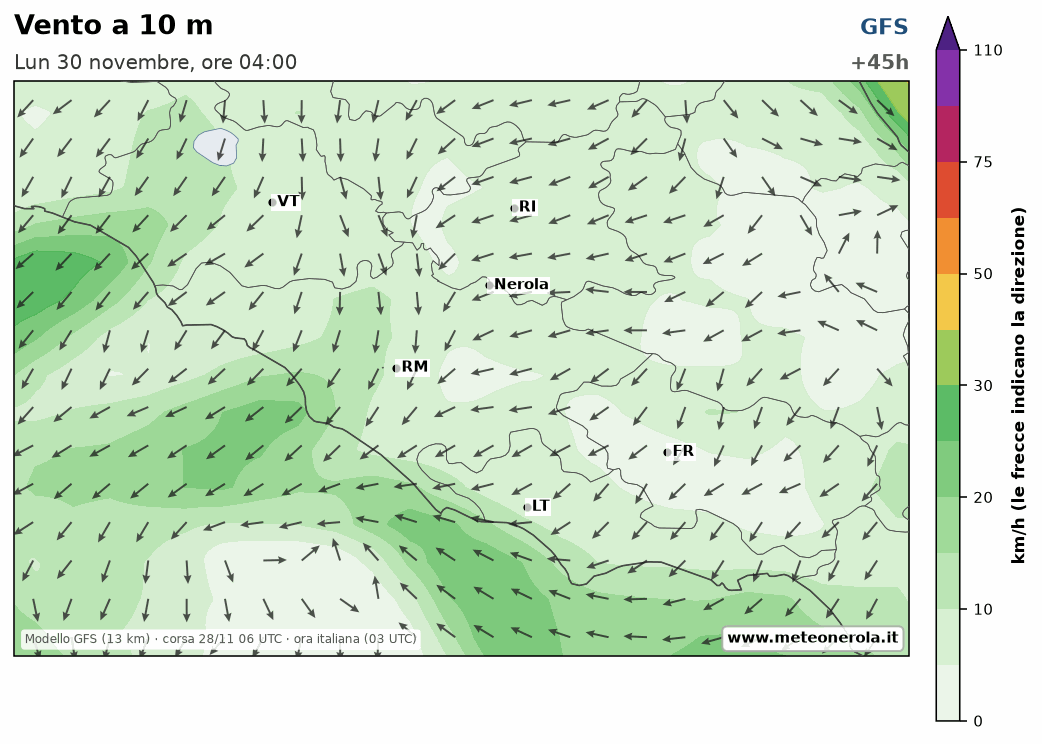 Vento a 10 m
GFS
Lun 30 novembre, ore 04:00
+45h
110
75
50
30
20
10
0
km/h (le frecce indicano la direzione)
VT
RI
Nerola
RM
FR
LT
Modello GFS (13 km) · corsa 28/11 06 UTC · ora italiana (03 UTC)
www.meteonerola.it